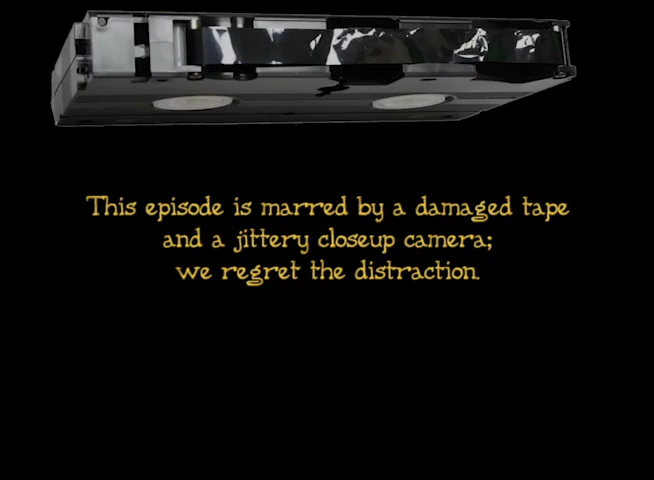 This episode is marred by a damaged tape
and a jittery closeup camera;
we regret the distraction.